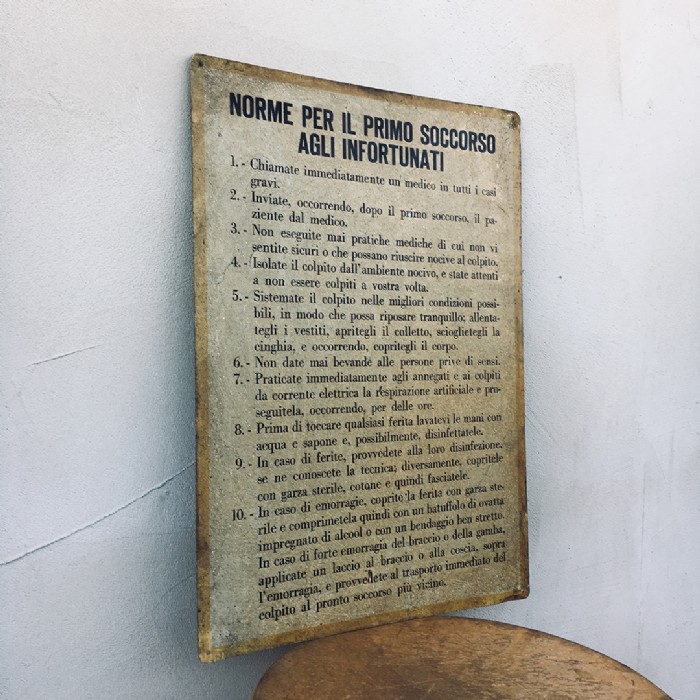 NORME PER IL PRIMO SOCCORSO
AGLI INFORTUNATI
1. - Chiamate immediatamente un medico in tutti i casi
gravi.
2. - Inviate, occorrendo, dopo il primo soccorso, il pa-
ziente dal medico.
3. - Non eseguite mai pratiche mediche di cui non vi
sentite sicuri o che possano riuscire nocive al colpito.
4. - Isolate il colpito dall'ambiente nocivo, e state attenti
a non essere colpiti a vostra volta.
5. - Sistemate il colpito nelle migliori condizioni possi-
bili, in modo che possa riposare tranquillo; allenta-
tegli i vestiti, apritegli il colletto, scioglietegli la
cinghia, e occorrendo, copritegli il corpo.
6. - Non date mai bevande alle persone prive di sensi.
7. - Praticate immediatamente agli annegati e ai colpiti
da corrente elettrica la respirazione artificiale e pro-
seguitela, occorrendo, per delle ore.
8. - Prima di toccare qualsiasi ferita lavatevi le mani con
acqua e sapone e, possibilmente, disinfettatele.
9. - In caso di ferite, provvedete alla loro disinfezione,
se ne conoscete la tecnica; diversamente, copritele
con garza sterile, cotone e quindi fasciatele.
10. - In caso di emorragie, coprite la ferita con garza ste-
rile e comprimetela quindi con un batuffolo di ovatta
impregnato di alcool o con un bendaggio ben stretto.
In caso di forte emorragia del braccio o della gamba,
applicate un laccio al braccio o alla coscia, sopra
l'emorragia, e provvedete al trasporto immediato del
colpito al pronto soccorso più vicino.